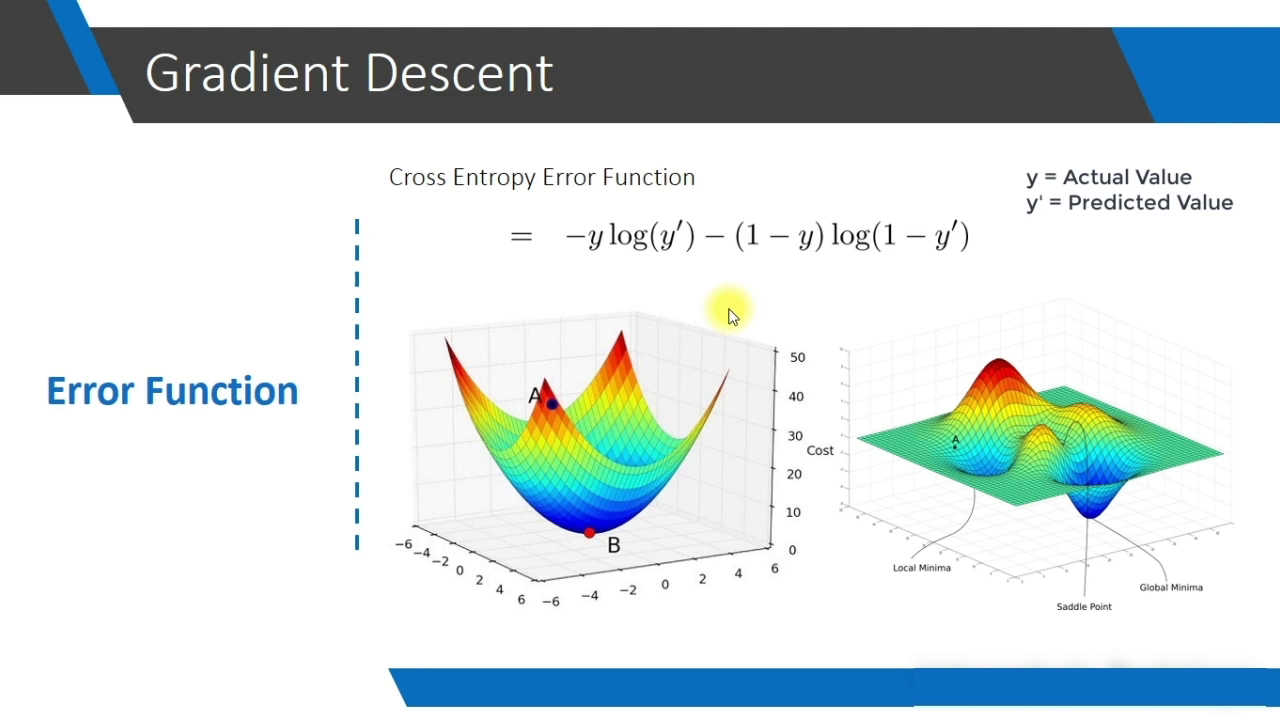 Gradient Descent
Cross Entropy Error Function
y = Actual Value
y' = Predicted Value
= −y log(y′) − (1 − y) log(1 − y′)
Error Function
A
B
50
40
30
20
10
0
−6
−4
−2
0
2
4
6
−6
−4
−2
0
2
4
6
Cost
A
Local Minima
Saddle Point
Global Minima